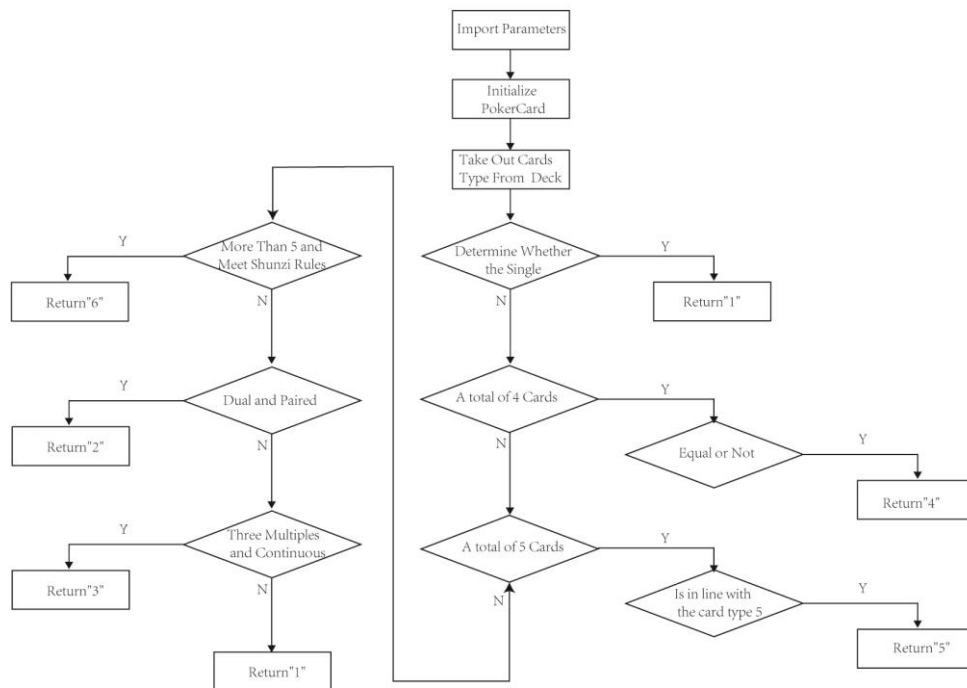 Import Parameters
Initialize
PokerCard
Take Out Cards
Type From Deck
More Than 5 and
Meet Shunzi Rules
Y
N
Return"6"
Determine Whether
the Single
Y
N
Return"1"
Dual and Paired
Y
N
Return"2"
A total of 4 Cards
Y
N
Equal or Not
Y
Return"4"
Three Multiples
and Continuous
Y
N
Return"3"
A total of 5 Cards
Y
N
Is in line with
the card type 5
Y
Return"5"
Return"1"